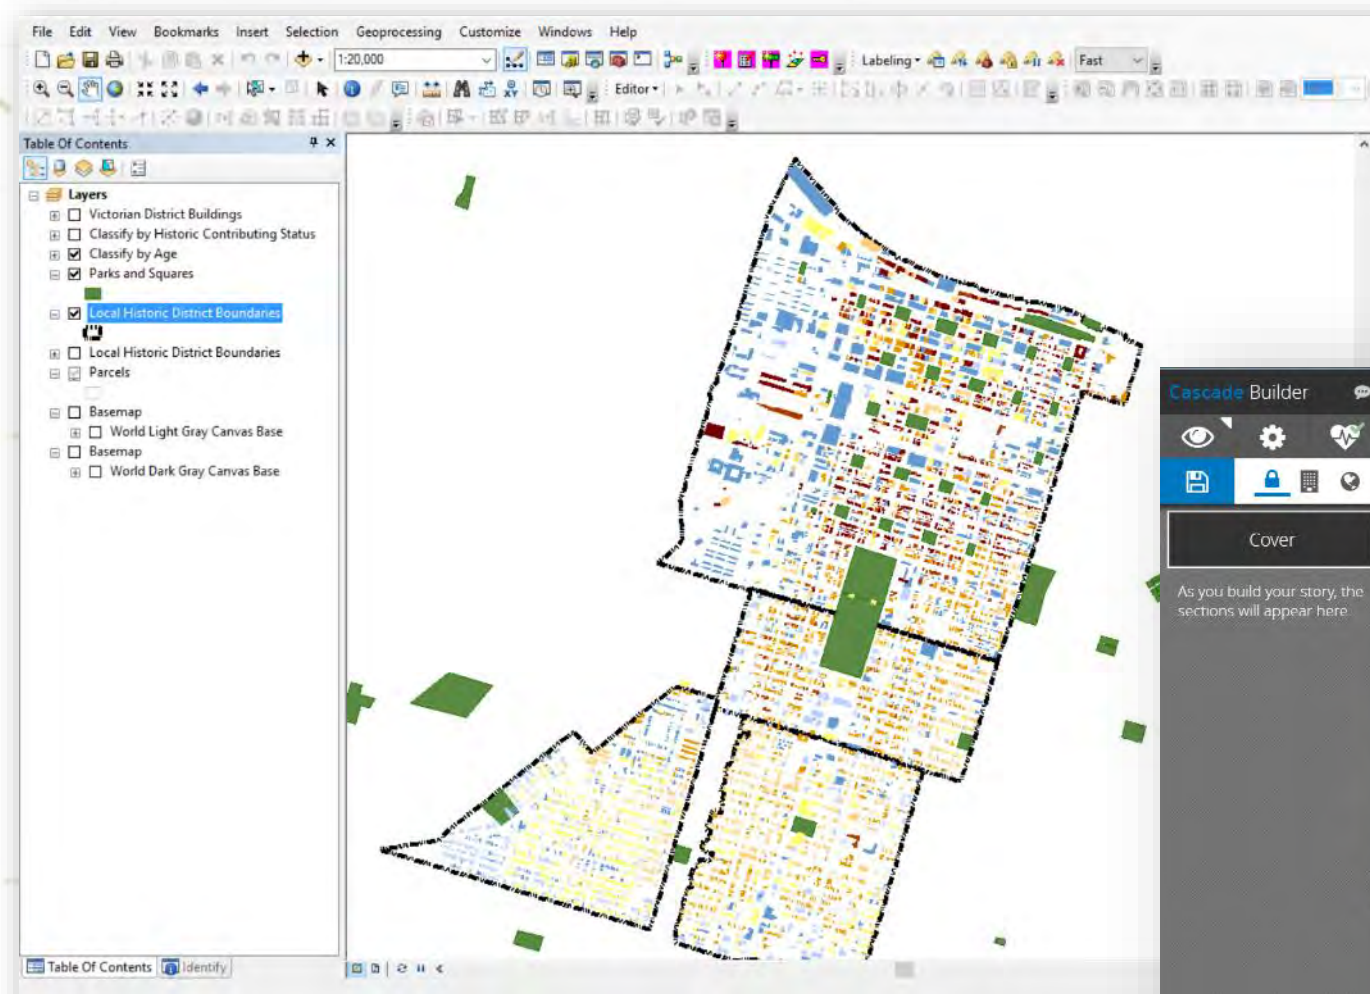 File Edit View Bookmarks Insert Selection Geoprocessing Customize Windows Help
1:20,000
Labeling
Fast
Editor
Table Of Contents
Layers
Victorian District Buildings
Classify by Historic Contributing Status
Classify by Age
Parks and Squares
Local Historic District Boundaries
Local Historic District Boundaries
Parcels
Basemap
World Light Gray Canvas Base
Basemap
World Dark Gray Canvas Base
Table Of Contents Identify
Cascade Builder
Cover
As you build your story, the
sections will appear here